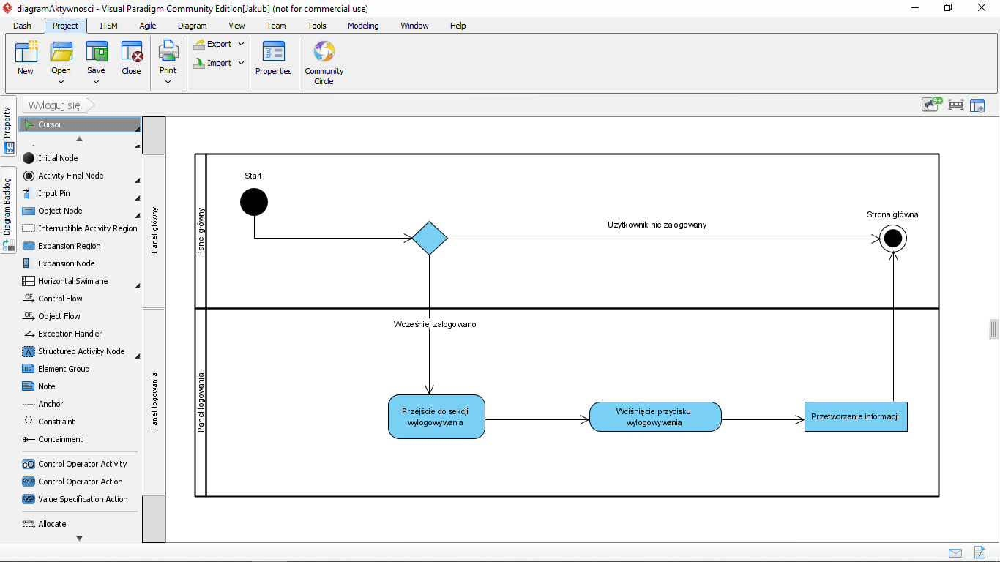 diagramAktywnosci - Visual Paradigm Community Edition[Jakub] (not for commercial use)
Dash Project ITSM Agile Diagram View Team Tools Modeling Window Help
New
Open
Save
Close
Print
Export
Import
Properties
Community
Circle
Wyloguj się
9+
Property
Diagram Backlog
Cursor
Initial Node
Activity Final Node
Input Pin
Object Node
Interruptible Activity Region
Expansion Region
Expansion Node
Horizontal Swimlane
CF Control Flow
OF Object Flow
Exception Handler
A Structured Activity Node
EG Element Group
Note
Anchor
{..} Constraint
Containment
cO Control Operator Activity
Control Operator Action
Value Specification Action
Allocate
Panel główny
Panel logowania
Panel główny
Start
Użytkownik nie zalogowany
Strona główna
Panel logowania
Wcześniej zalogowano
Przejście do sekcji
wylogowywania
Wciśnięcie przycisku
wylogowywania
Przetworzenie informacji